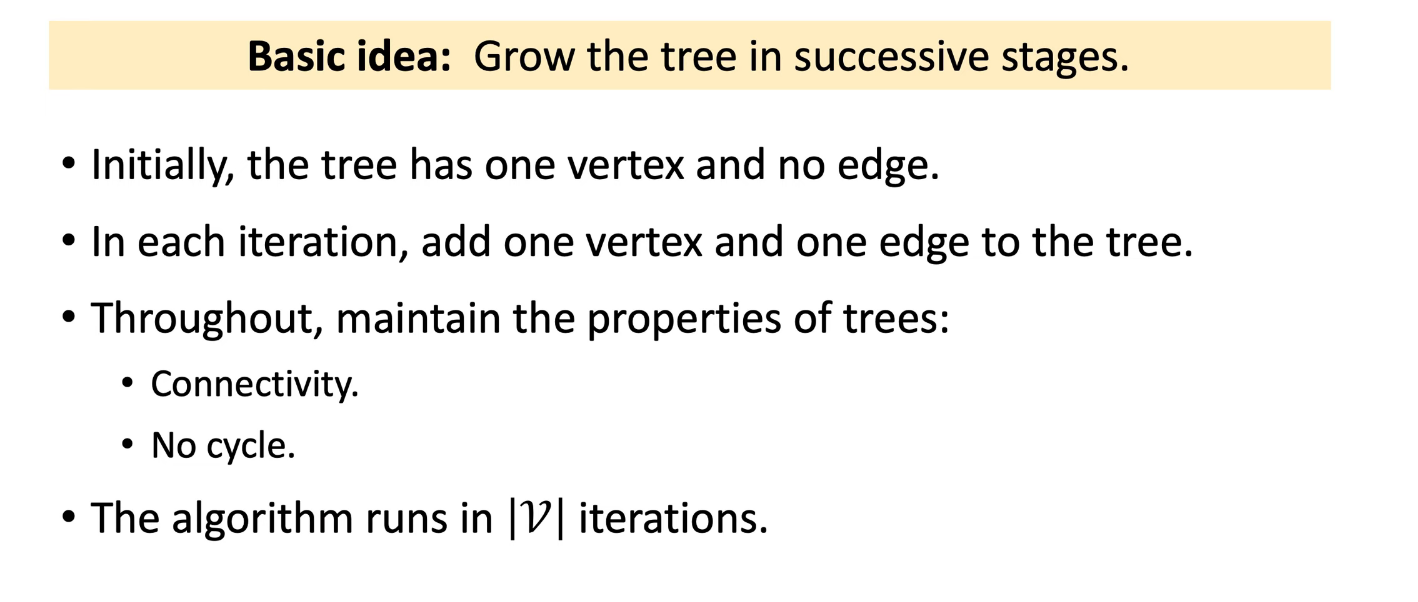 Basic idea: Grow the tree in successive stages.
• Initially, the tree has one vertex and no edge.
• In each iteration, add one vertex and one edge to the tree.
• Throughout, maintain the properties of trees:
• Connectivity.
• No cycle.
• The algorithm runs in |𝒱| iterations.